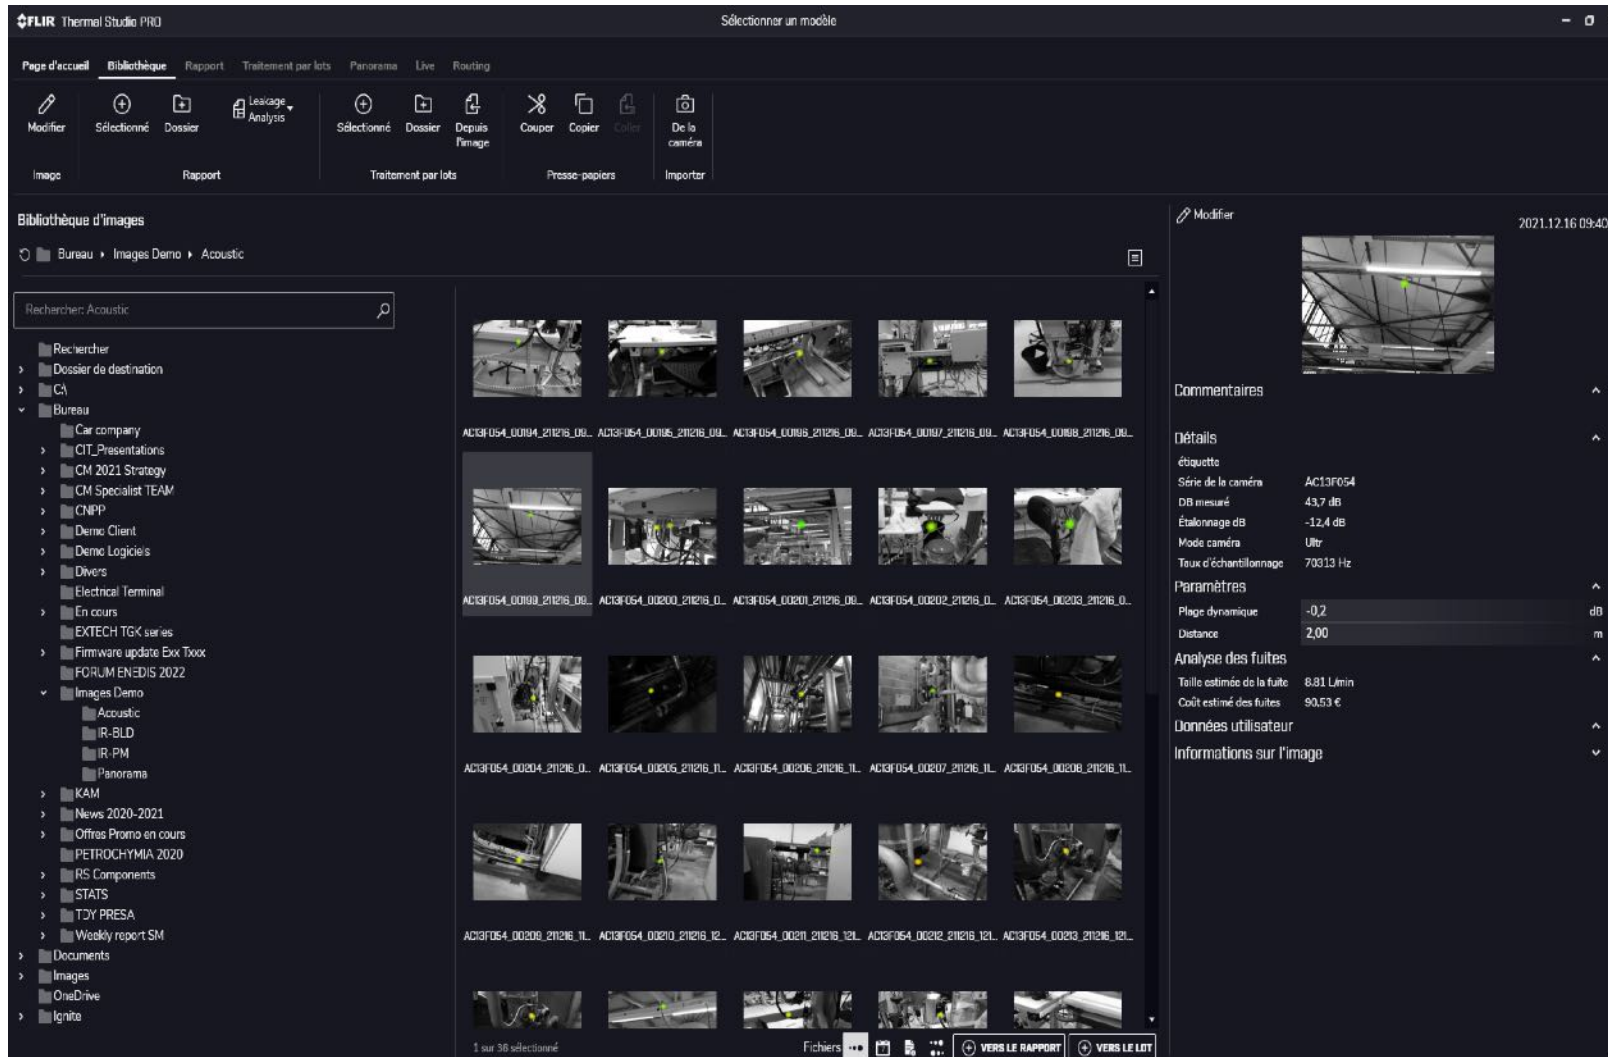 FLIR Thermal Studio PRO
Sélectionner un modèle
Page d'accueil Bibliothèque Rapport Traitement par lots Panorama Live Routing
Modifier
Sélectionné
Dossier
Leakage Analysis
Sélectionné
Dossier
Depuis l'image
Couper
Copier
Coller
De la caméra
Image
Rapport
Traitement par lots
Presse-papiers
Importer
Bibliothèque d'images
Bureau Images Demo Acoustic
Rechercher: Acoustic
Rechercher
Dossier de destination
C:\
Bureau
Car company
CIT_Presentations
CM 2021 Strategy
CM Specialist TEAM
CNPP
Demo Client
Demo Logiciels
Divers
Electrical Terminal
En cours
EXTECH TGK series
Firmware update Exx Txxx
FORUM ENEDIS 2022
Images Demo
Acoustic
IR-BLD
IR-PM
Panorama
KAM
News 2020-2021
Offres Promo en cours
PETROCHYMIA 2020
RS Components
STATS
TDY PRESA
Weekly report SM
Documents
Images
OneDrive
Ignite
AC13F054_00194_211216_09... AC13F054_00195_211216_09... AC13F054_00196_211216_09... AC13F054_00197_211216_09... AC13F054_00198_211216_09...
AC13F054_00199_211216_09... AC13F054_00200_211216_0... AC13F054_00201_211216_09... AC13F054_00202_211216_0... AC13F054_00203_211216_0...
AC13F054_00204_211216_0... AC13F054_00205_211216_11... AC13F054_00206_211216_11... AC13F054_00207_211216_11... AC13F054_00208_211216_11...
AC13F054_00209_211216_11... AC13F054_00210_211216_12... AC13F054_00211_211216_121... AC13F054_00212_211216_121... AC13F054_00213_211216_121...
1 sur 36 sélectionné
Fichiers
VERS LE RAPPORT
VERS LE LOT
Modifier
2021.12.16 09:40
Commentaires
Détails
étiquette
Série de la caméra AC13F054
DB mesuré 43,7 dB
Étalonnage dB -12,4 dB
Mode caméra Ultr
Taux d'échantillonnage 70313 Hz
Paramètres
Plage dynamique -0,2 dB
Distance 2,00 m
Analyse des fuites
Taille estimée de la fuite 8.81 L/min
Coût estimé des fuites 90,53 €
Données utilisateur
Informations sur l'image